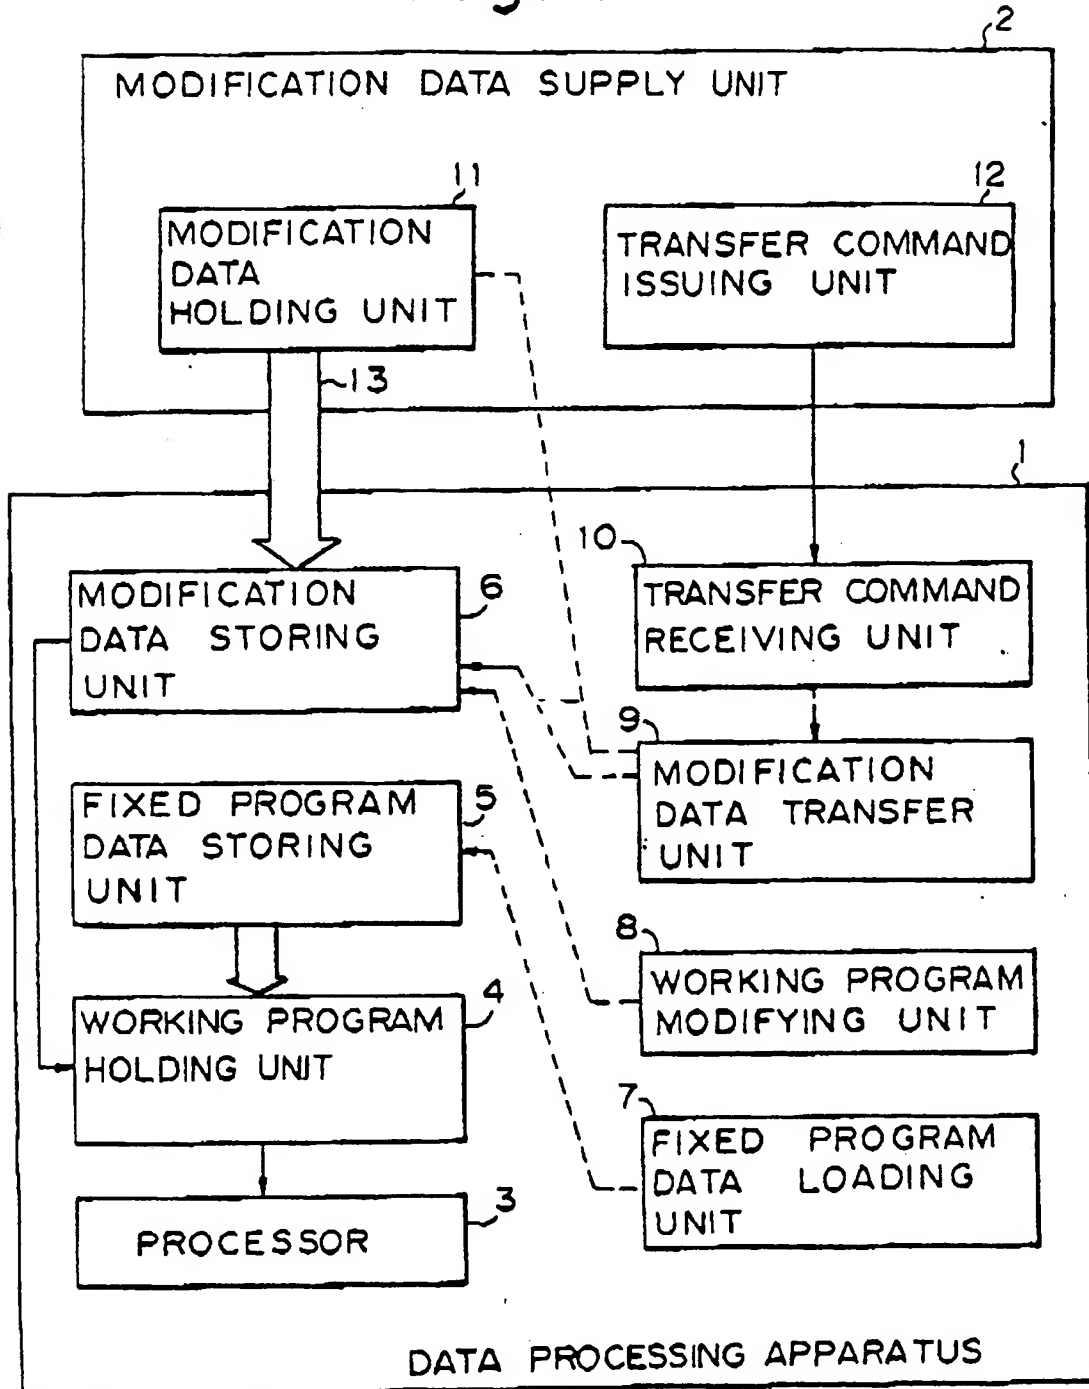 2
MODIFICATION DATA SUPPLY UNIT
11
MODIFICATION
DATA
HOLDING UNIT
12
TRANSFER COMMAND
ISSUING UNIT
13
1
MODIFICATION
DATA STORING
UNIT
6
10
TRANSFER COMMAND
RECEIVING UNIT
9
MODIFICATION
DATA TRANSFER
UNIT
FIXED PROGRAM
DATA STORING
UNIT
5
8
WORKING PROGRAM
MODIFYING UNIT
WORKING PROGRAM
HOLDING UNIT
4
7
FIXED PROGRAM
DATA LOADING
UNIT
PROCESSOR
3
DATA PROCESSING APPARATUS